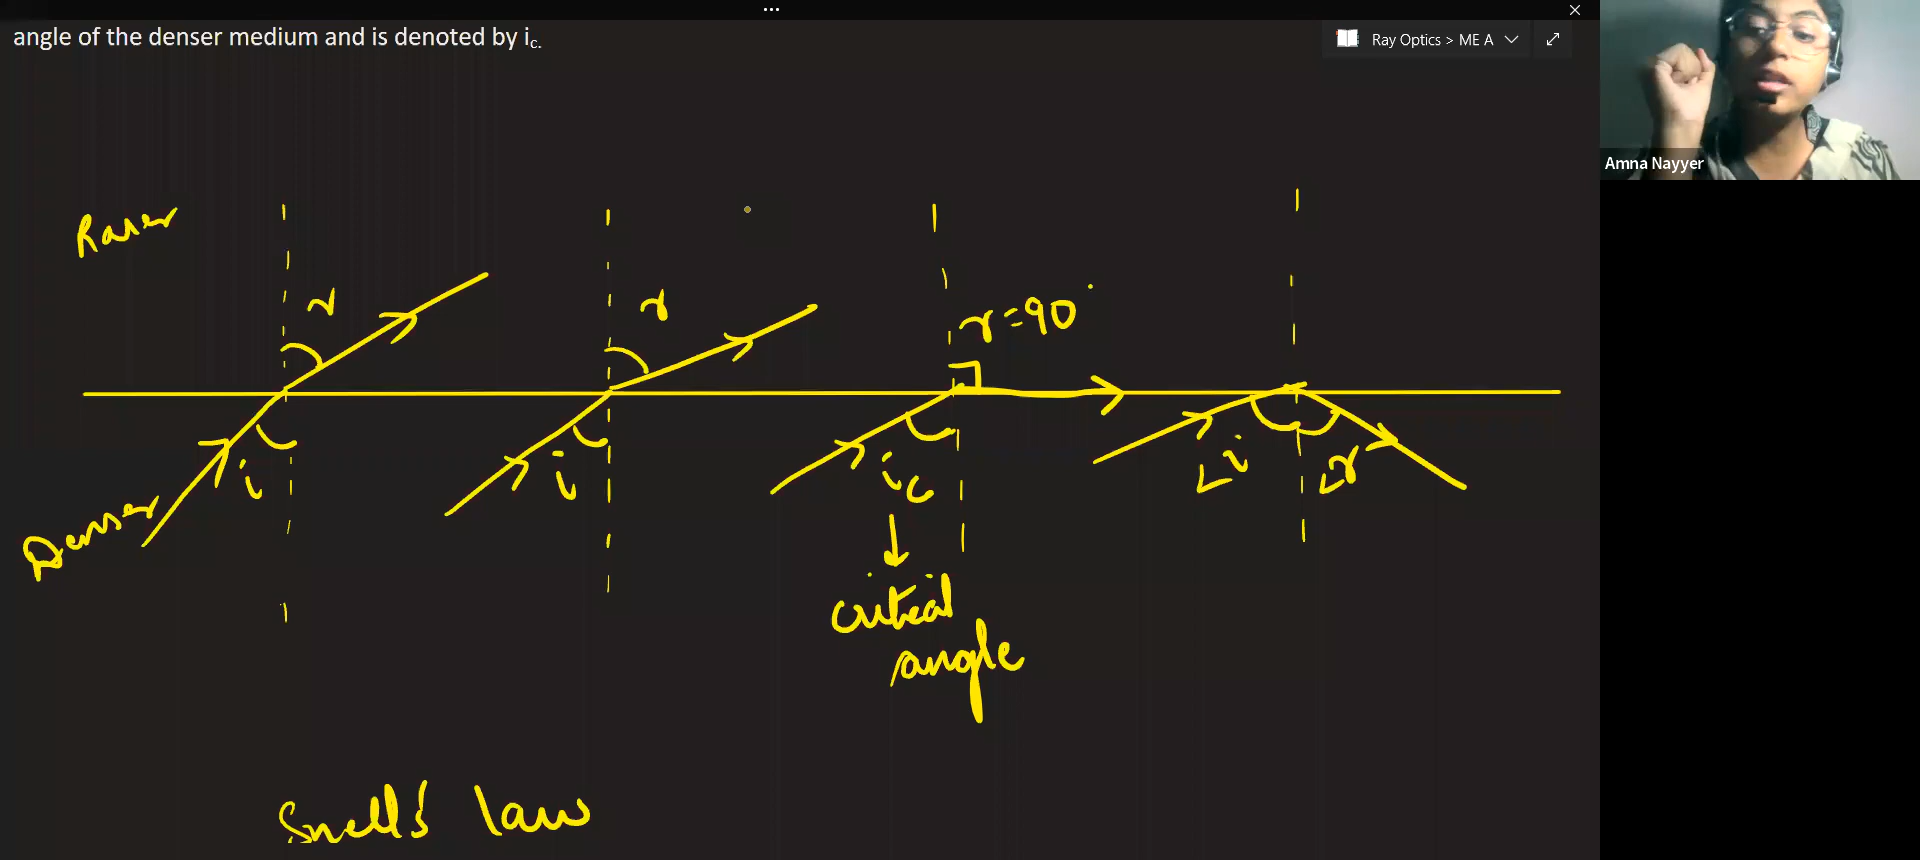 angle of the denser medium and is denoted by ic.
Ray Optics > ME A
Amna Nayyer
Rarer
r
r
r=90°
i
i
ic
∠i
∠r
Denser
critical
angle
Snell's law